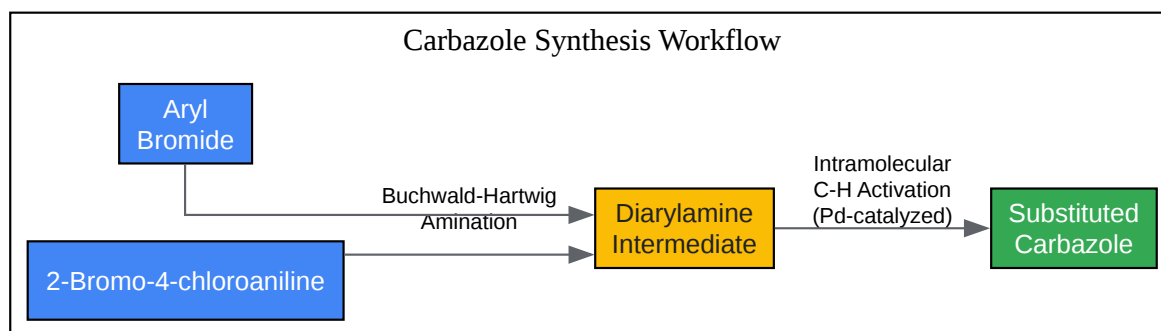 Carbazole Synthesis Workflow
Aryl
Bromide
Buchwald-Hartwig
Amination
2-Bromo-4-chloroaniline
Diarylamine
Intermediate
Intramolecular
C-H Activation
(Pd-catalyzed)
Substituted
Carbazole